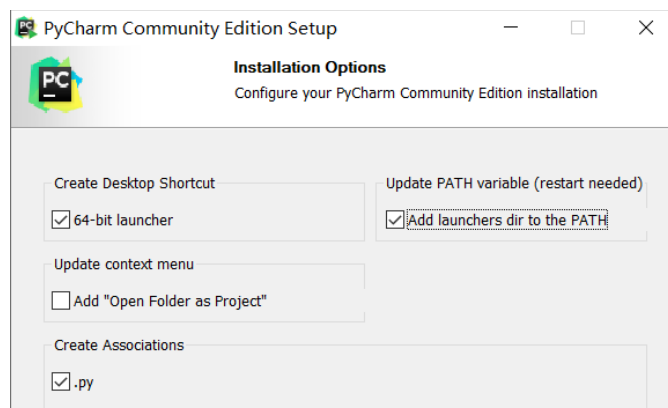 PC PyCharm Community Edition Setup
PC
Installation Options
Configure your PyCharm Community Edition installation
Create Desktop Shortcut
Update PATH variable (restart needed)
64-bit launcher
Add launchers dir to the PATH
Update context menu
Add "Open Folder as Project"
Create Associations
.py